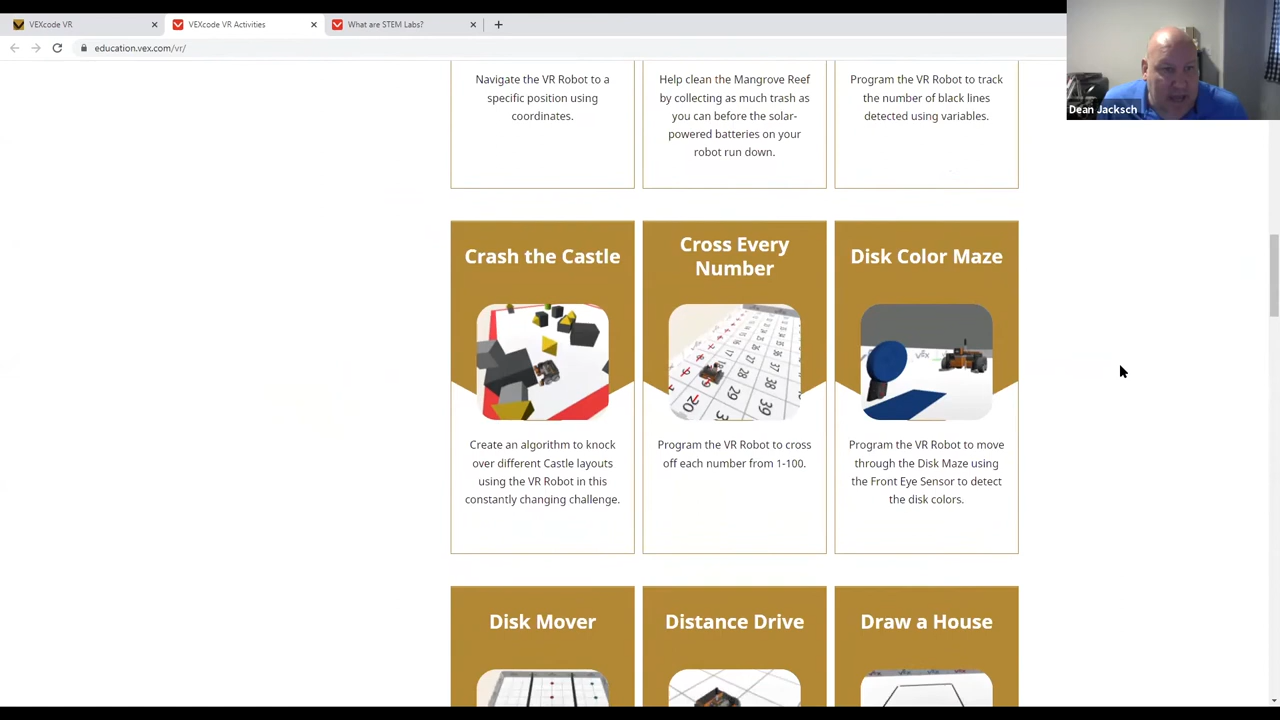 VEXcode VR
VEXcode VR Activities
What are STEM Labs?
education.vex.com/vr/
Dean Jacksch
Navigate the VR Robot to a
specific position using
coordinates.
Help clean the Mangrove Reef
by collecting as much trash as
you can before the solar-
powered batteries on your
robot run down.
Program the VR Robot to track
the number of black lines
detected using variables.
Crash the Castle
Create an algorithm to knock
over different Castle layouts
using the VR Robot in this
constantly changing challenge.
Cross Every
Number
Program the VR Robot to cross
off each number from 1-100.
Disk Color Maze
Program the VR Robot to move
through the Disk Maze using
the Front Eye Sensor to detect
the disk colors.
Disk Mover
Distance Drive
Draw a House